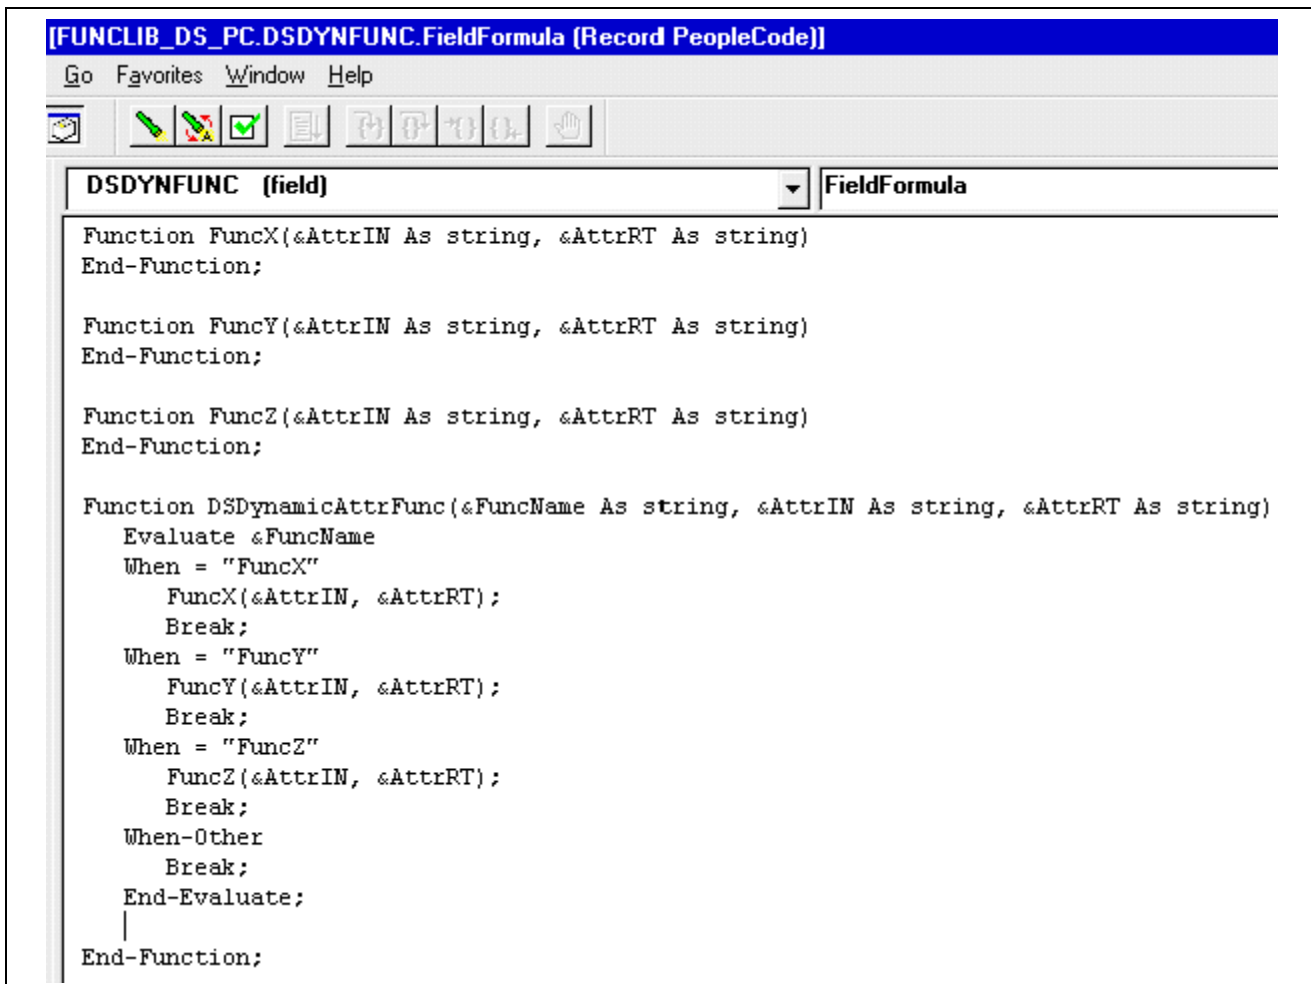 [FUNCLIB_DS_PC.DSDYNFUNC.FieldFormula (Record PeopleCode)]
Go Favorites Window Help
DSDYNFUNC (field) FieldFormula
Function FuncX(&AttrIN As string, &AttrRT As string)
End-Function;
Function FuncY(&AttrIN As string, &AttrRT As string)
End-Function;
Function FuncZ(&AttrIN As string, &AttrRT As string)
End-Function;
Function DSDynamicAttrFunc(&FuncName As string, &AttrIN As string, &AttrRT As string)
Evaluate &FuncName
When = "FuncX"
FuncX(&AttrIN, &AttrRT);
Break;
When = "FuncY"
FuncY(&AttrIN, &AttrRT);
Break;
When = "FuncZ"
FuncZ(&AttrIN, &AttrRT);
Break;
When-Other
Break;
End-Evaluate;
End-Function;